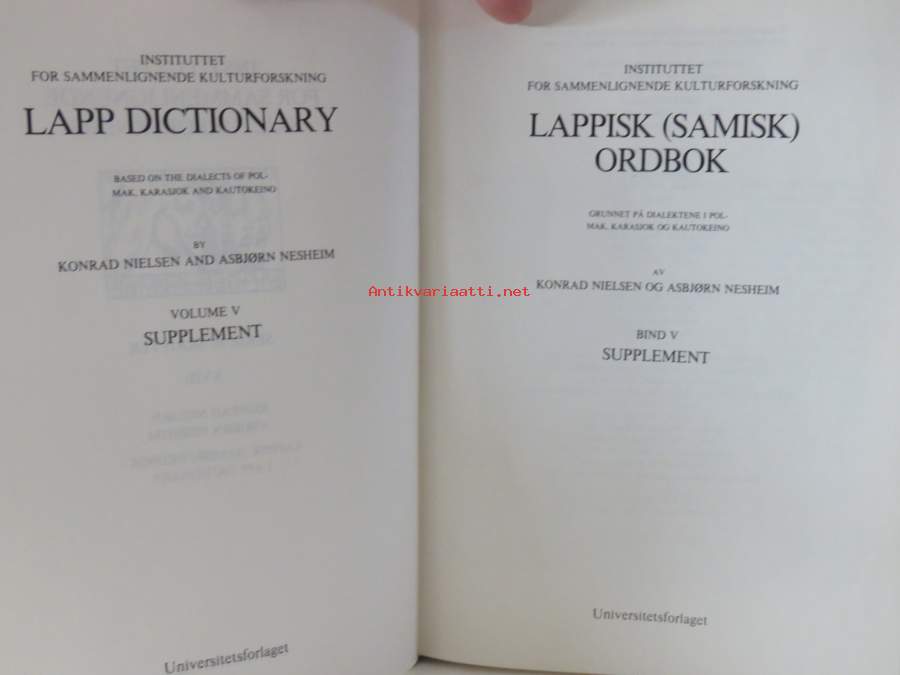 INSTITUTTET
FOR SAMMENLIGNENDE KULTURFORSKNING
LAPP DICTIONARY
BASED ON THE DIALECTS OF POL-
MAK, KARASJOK AND KAUTOKEINO
BY
KONRAD NIELSEN AND ASBJØRN NESHEIM
VOLUME V
SUPPLEMENT
Universitetsforlaget
INSTITUTTET
FOR SAMMENLIGNENDE KULTURFORSKNING
LAPPISK (SAMISK)
ORDBOK
GRUNNET PÅ DIALEKTENE I POL-
MAK, KARASJOK OG KAUTOKEINO
AV
KONRAD NIELSEN OG ASBJØRN NESHEIM
BIND V
SUPPLEMENT
Universitetsforlaget
Antikvariaatti.net